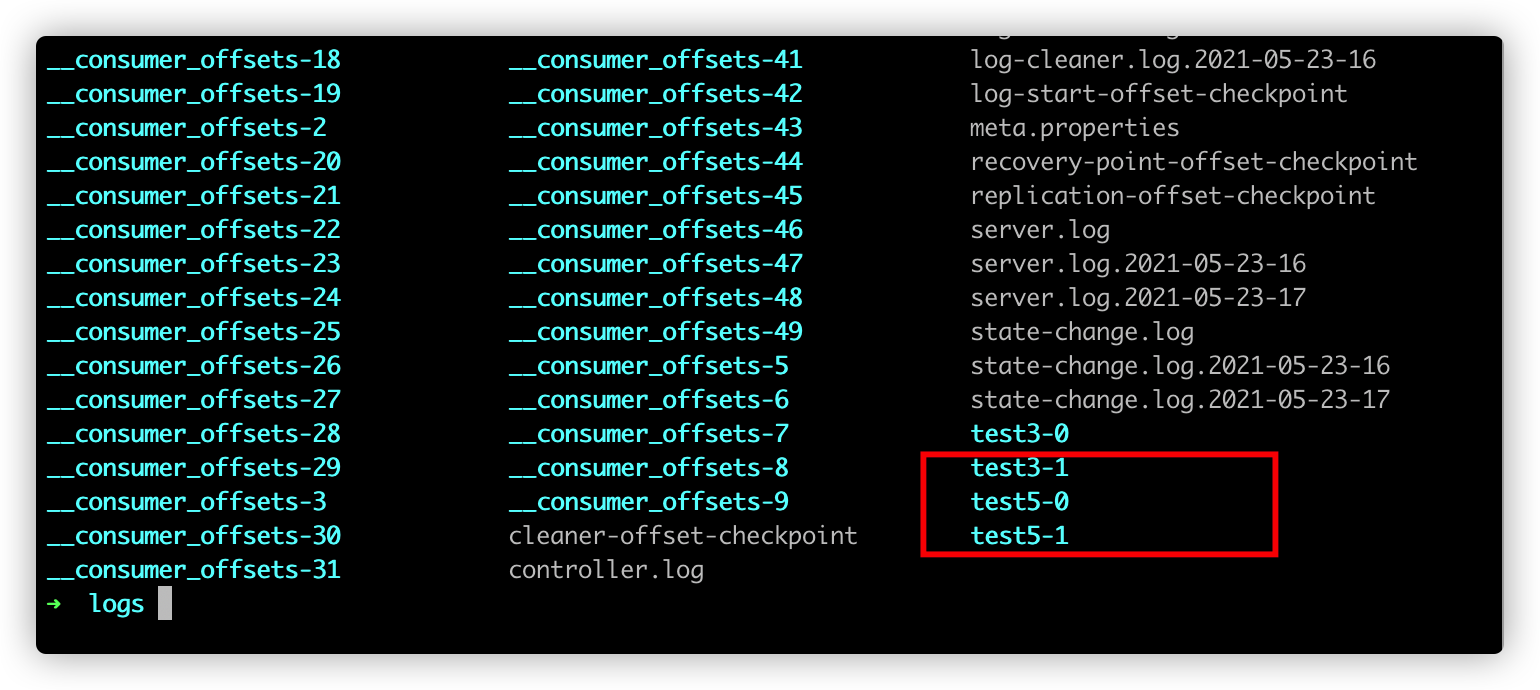 __consumer_offsets-18 __consumer_offsets-41 log-cleaner.log.2021-05-23-16
__consumer_offsets-19 __consumer_offsets-42 log-start-offset-checkpoint
__consumer_offsets-2 __consumer_offsets-43 meta.properties
__consumer_offsets-20 __consumer_offsets-44 recovery-point-offset-checkpoint
__consumer_offsets-21 __consumer_offsets-45 replication-offset-checkpoint
__consumer_offsets-22 __consumer_offsets-46 server.log
__consumer_offsets-23 __consumer_offsets-47 server.log.2021-05-23-16
__consumer_offsets-24 __consumer_offsets-48 server.log.2021-05-23-17
__consumer_offsets-25 __consumer_offsets-49 state-change.log
__consumer_offsets-26 __consumer_offsets-5 state-change.log.2021-05-23-16
__consumer_offsets-27 __consumer_offsets-6 state-change.log.2021-05-23-17
__consumer_offsets-28 __consumer_offsets-7 test3-0
__consumer_offsets-29 __consumer_offsets-8 test3-1
__consumer_offsets-3 __consumer_offsets-9 test5-0
__consumer_offsets-30 cleaner-offset-checkpoint test5-1
__consumer_offsets-31 controller.log
➜ logs